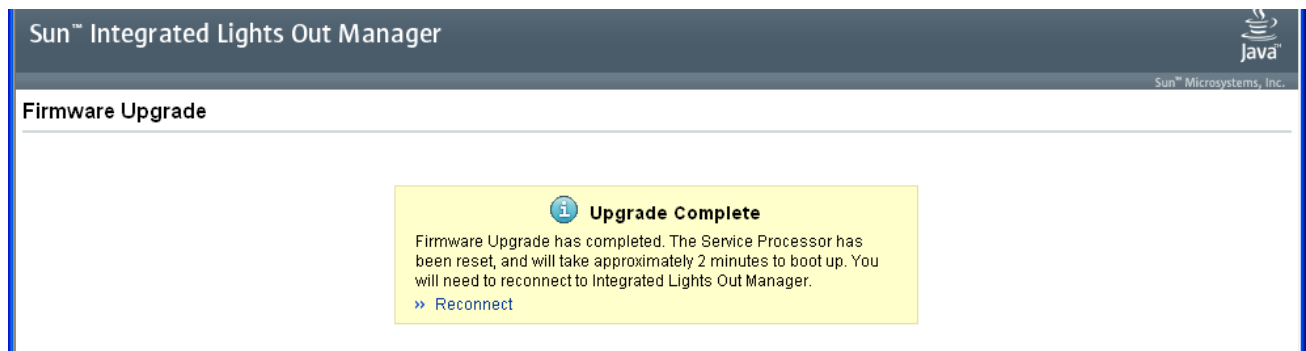 Sun™ Integrated Lights Out Manager
Java™
Sun™ Microsystems, Inc.
Firmware Upgrade
i Upgrade Complete
Firmware Upgrade has completed. The Service Processor has
been reset, and will take approximately 2 minutes to boot up. You
will need to reconnect to Integrated Lights Out Manager.
» Reconnect